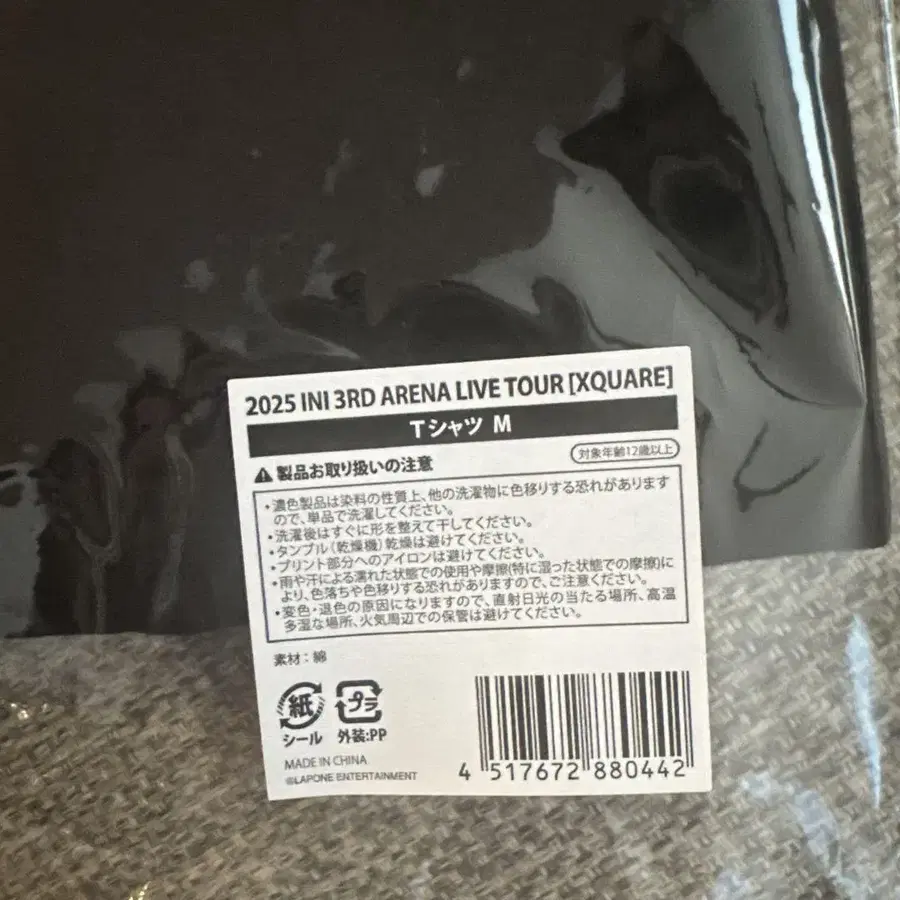 2025 INI 3RD ARENA LIVE TOUR [XQUARE]
Tシャツ M
製品お取り扱いの注意
対象年齢12歳以上
・濃色製品は染料の性質上、他の洗濯物に色移りする恐れがあります
ので、単品で洗濯してください。
・洗濯後はすぐに形を整えて干してください。
・タンブル(乾燥機)乾燥は避けてください。
・プリント部分へのアイロンは避けてください。
・雨や汗による濡れた状態での使用や摩擦(特に湿った状態での摩擦)に
より、色落ちや色移りする恐れがありますので、ご注意ください。
・変色・退色の原因になりますので、直射日光の当たる場所、高温
多湿な場所、火気周辺での保管は避けてください。
素材:綿
紙 プラ
シール 外装:PP
MADE IN CHINA
©LAPONE ENTERTAINMENT
4 517672 880442